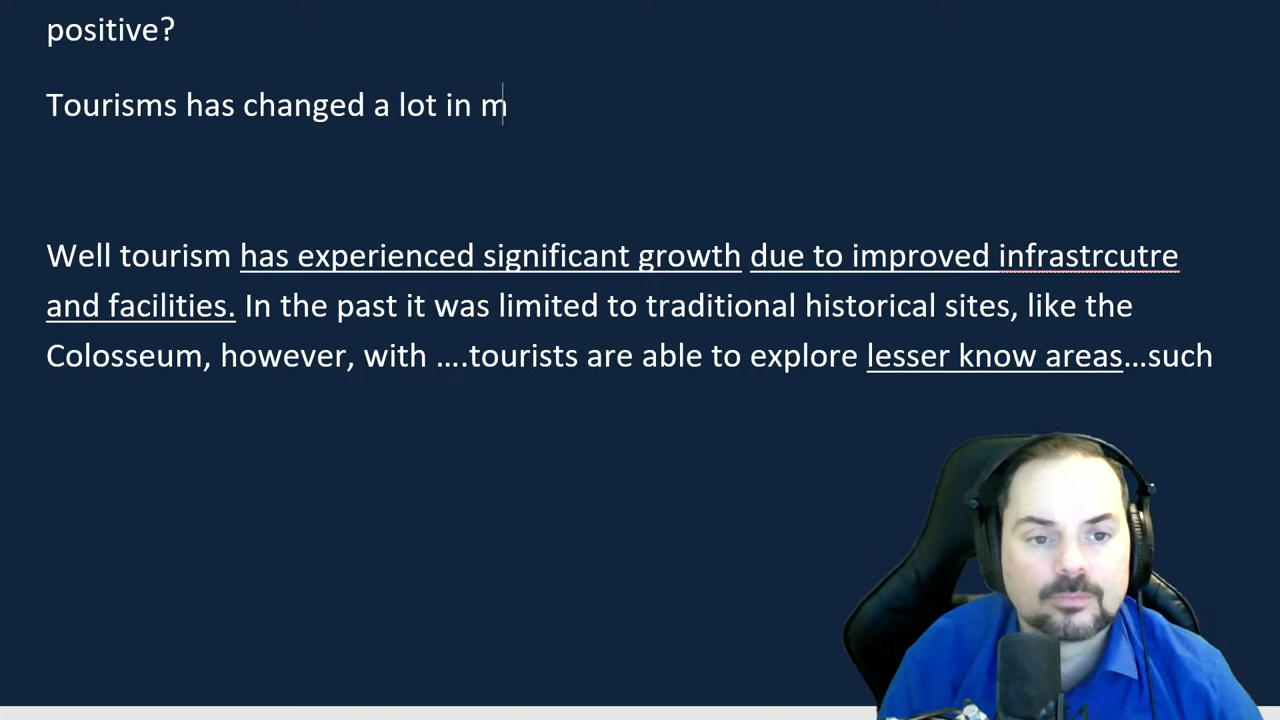 positive?
Tourisms has changed a lot in m
Well tourism has experienced significant growth due to improved infrastrcutre
and facilities. In the past it was limited to traditional historical sites, like the
Colosseum, however, with ….tourists are able to explore lesser know areas…such